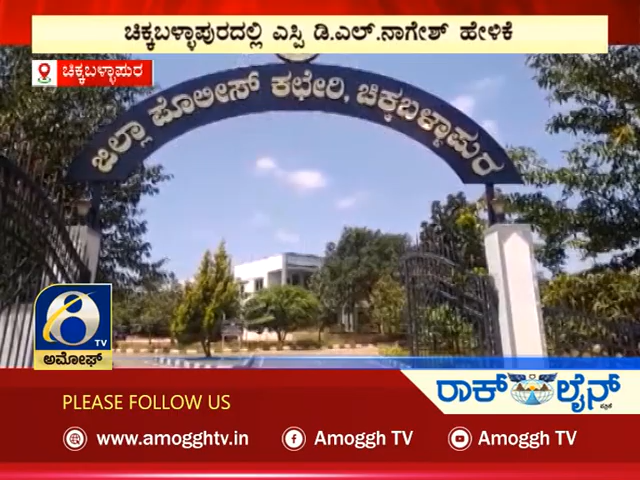 ಚಿಕ್ಕಬಳ್ಳಾಪುರದಲ್ಲಿ ಎಸ್ಪಿ ಡಿ.ಎಲ್.ನಾಗೇಶ್ ಹೇಳಿಕೆ
ಚಿಕ್ಕಬಳ್ಳಾಪುರ
ಜಿಲ್ಲಾ ಪೊಲೀಸ್ ಕಛೇರಿ, ಚಿಕ್ಕಬಳ್ಳಾಪುರ
TV
ಅಮೋಘ್
ರಾಕ್ ಲೈನ್
PLEASE FOLLOW US
www.amogghtv.in Amoggh TV Amoggh TV